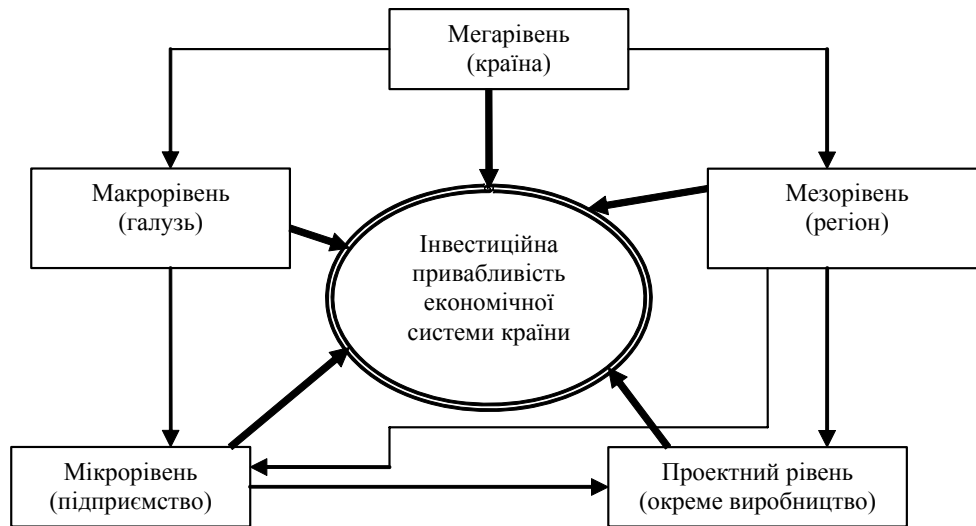 Мегарівень
(країна)
Макрорівень
(галузь)
Мезорівень
(регіон)
Інвестиційна
привабливість
економічної
системи країни
Мікрорівень
(підприємство)
Проектний рівень
(окреме виробництво)